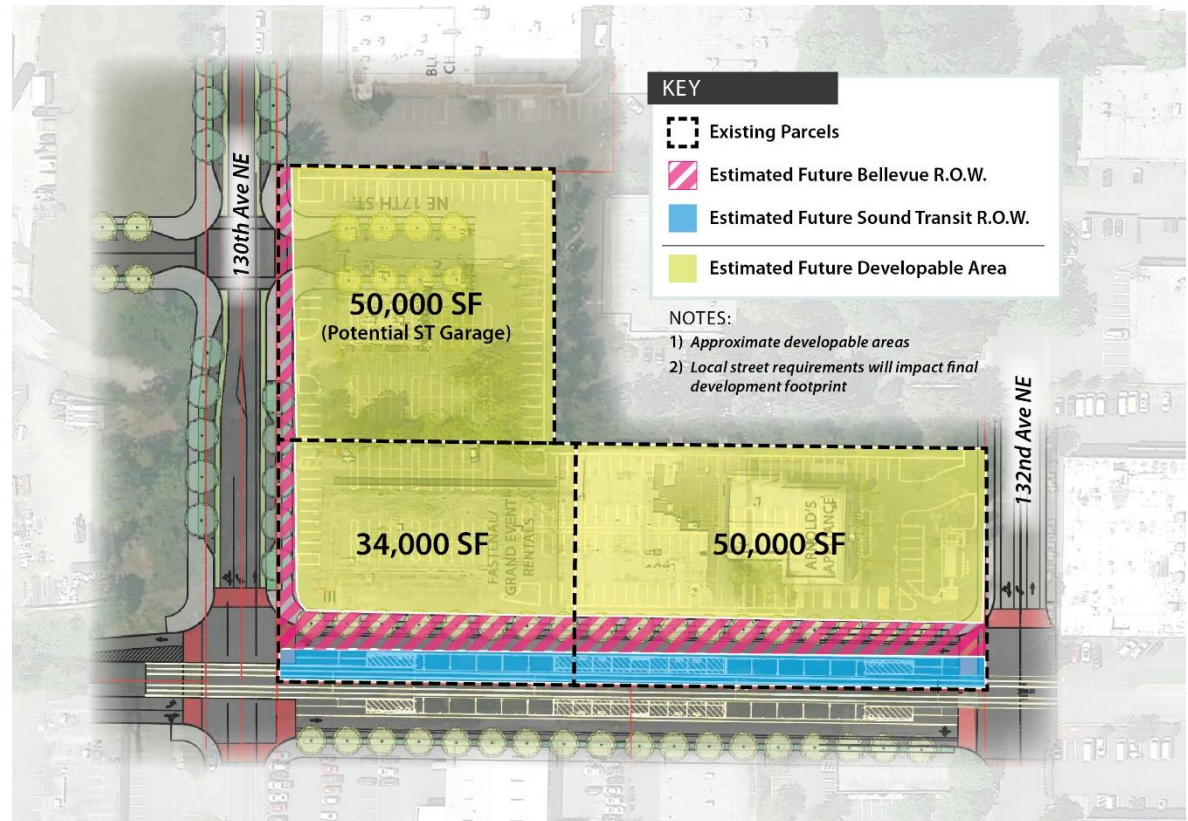 BLU
CH
KEY
Existing Parcels
Estimated Future Bellevue R.O.W.
Estimated Future Sound Transit R.O.W.
Estimated Future Developable Area
NOTES:
1) Approximate developable areas
2) Local street requirements will impact final
development footprint
130th Ave NE
NE 17TH ST.
50,000 SF
(Potential ST Garage)
132nd Ave NE
34,000 SF
FASTENAL/
GRAND EVENT
RENTALS
50,000 SF
ARNOLD'S
APPLIANCE